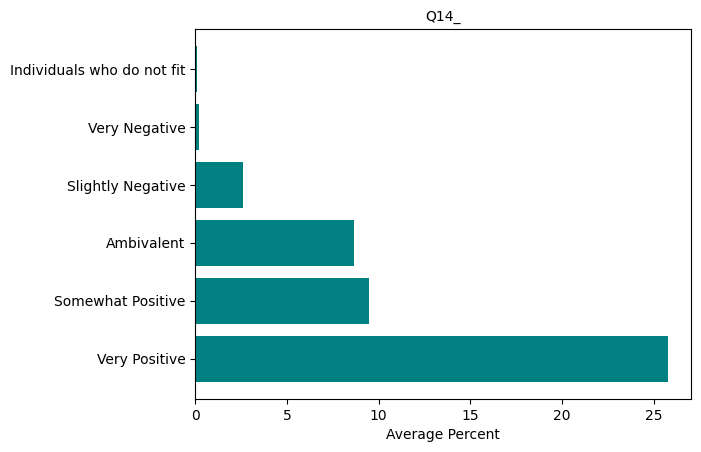 Q14_
Individuals who do not fit
Very Negative
Slightly Negative
Ambivalent
Somewhat Positive
Very Positive
0 5 10 15 20 25
Average Percent